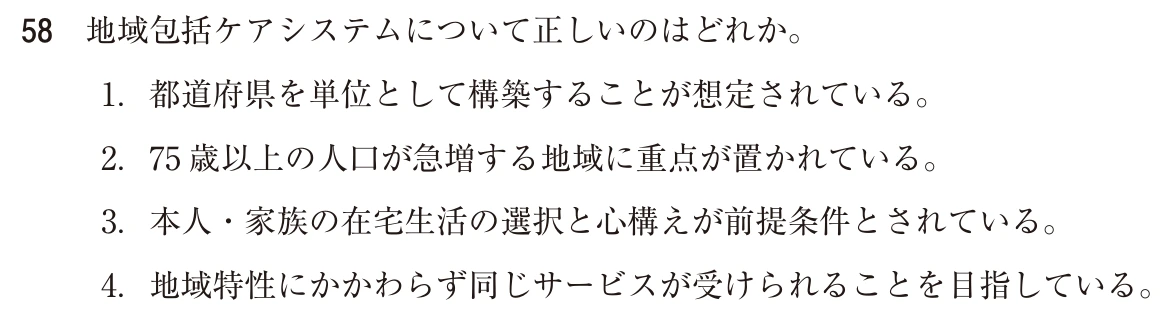 58 地域包括ケアシステムについて正しいのはどれか。
1. 都道府県を単位として構築することが想定されている。
2. 75歳以上の人口が急増する地域に重点が置かれている。
3. 本人・家族の在宅生活の選択と心構えが前提条件とされている。
4. 地域特性にかかわらず同じサービスが受けられることを目指している。